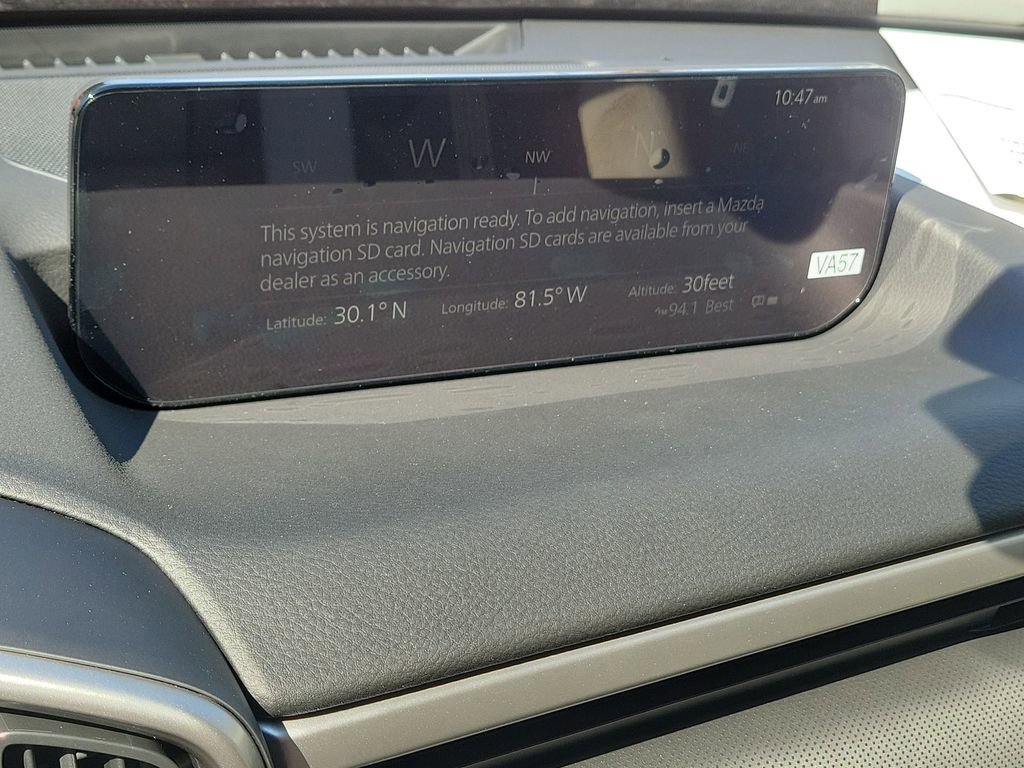 10:47am
SW W NW N NE
This system is navigation ready. To add navigation, insert a Mazda
navigation SD card. Navigation SD cards are available from your
dealer as an accessory.
VA57
Latitude: 30.1° N Longitude: 81.5° W Altitude: 30feet
94.1 Best